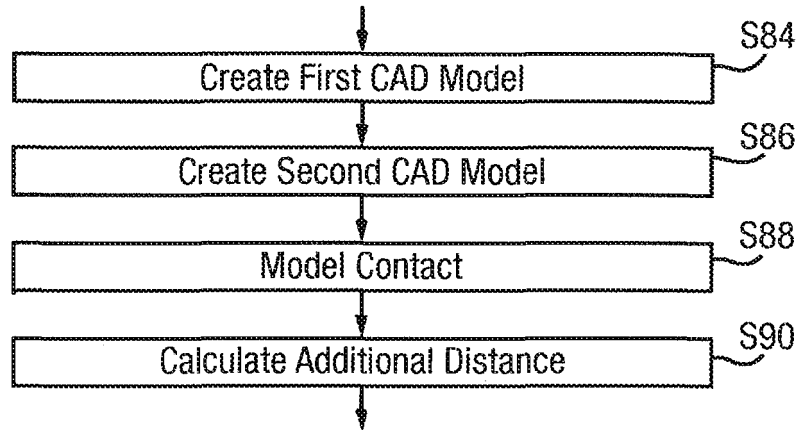 S84
Create First CAD Model
S86
Create Second CAD Model
S88
Model Contact
S90
Calculate Additional Distance